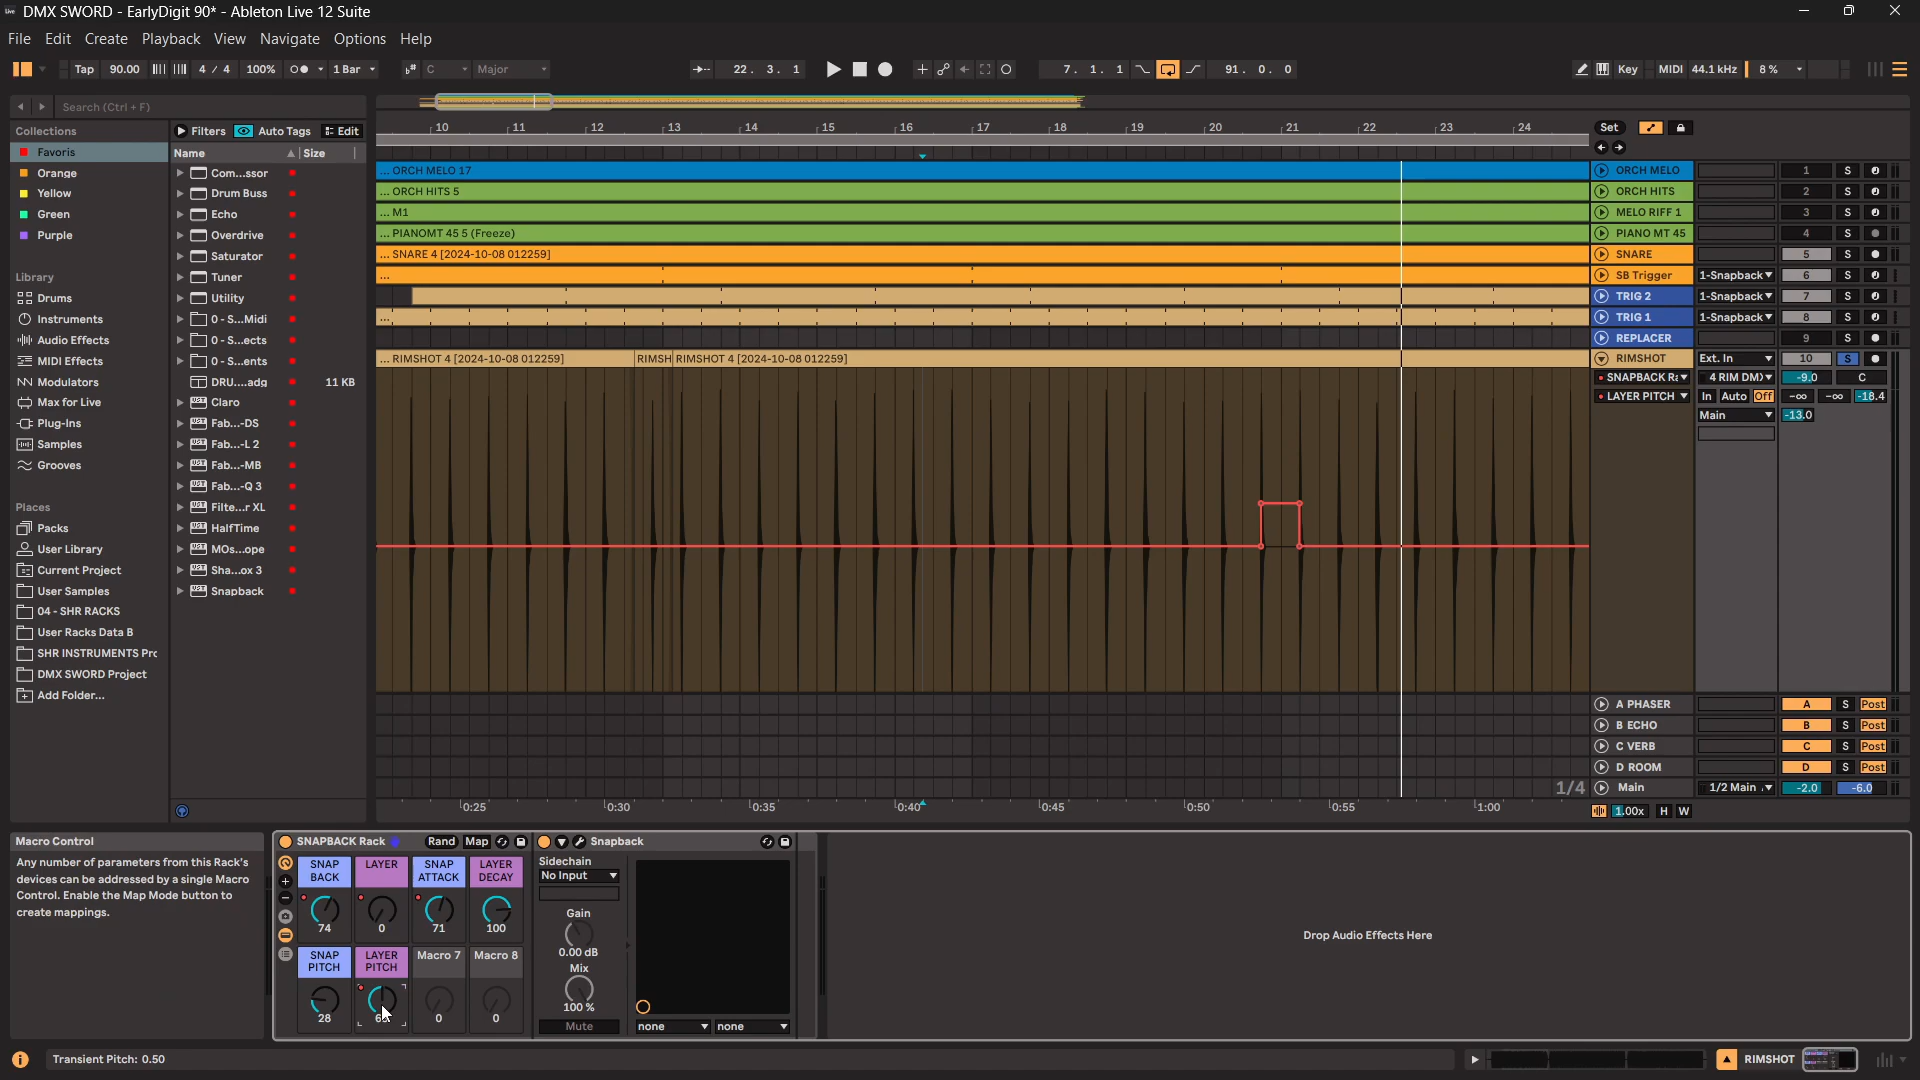 DMX SWORD - EarlyDigit 90* - Ableton Live 12 Suite
File Edit Create Playback View Navigate Options Help
Tap 90.00 4 / 4 100% 1 Bar C Major 22. 3. 1 7. 1. 1 91. 0. 0 Key MIDI 44.1 kHz 8 %
Search (Ctrl + F)
Collections Filters Auto Tags Edit
10 11 12 13 14 15 16 17 18 19 20 21 22 23 24 Set
Favoris
Name Size
Orange
Yellow
Green
Purple
Library
Drums
Instruments
Audio Effects
MIDI Effects
Modulators
Max for Live
Plug-Ins
Samples
Grooves
Places
Packs
User Library
Current Project
User Samples
04 - SHR RACKS
User Racks Data B
SHR INSTRUMENTS Prc
DMX SWORD Project
Add Folder...
Com...ssor
Drum Buss
Echo
Overdrive
Saturator
Tuner
Utility
0 - S...Midi
0 - S...ects
0 - S...ents
DRU....adg 11 KB
Claro
Fab...-DS
Fab...-L 2
Fab...-MB
Fab...-Q 3
Filte...r XL
HalfTime
MOs...ope
Sha...ox 3
Snapback
... ORCH MELO 17 ORCH MELO 1 S
... ORCH HITS 5 ORCH HITS 2 S
... M1 MELO RIFF 1 3 S
... PIANOMT 45 5 (Freeze) PIANO MT 45 4 S
... SNARE 4 [2024-10-08 012259] SNARE 5 S
... SB Trigger 1-Snapback 6 S
TRIG 2 1-Snapback 7 S
... TRIG 1 1-Snapback 8 S
REPLACER 9 S
... RIMSHOT 4 [2024-10-08 012259] RIMSH RIMSHOT 4 [2024-10-08 012259] RIMSHOT Ext. In 10 S
SNAPBACK Ra 4 RIM DMX -9.0 C
LAYER PITCH In Auto Off -∞ -∞ -18.4
Main -13.0
A PHASER A S Post
B ECHO B S Post
C VERB C S Post
D ROOM D S Post
1/4 Main 1/2 Main -2.0 -6.0
0:25 0:30 0:35 0:40 0:45 0:50 0:55 1:00 1.00x H W
Macro Control
Any number of parameters from this Rack's
devices can be addressed by a single Macro
Control. Enable the Map Mode button to
create mappings.
SNAPBACK Rack Rand Map
SNAP BACK LAYER SNAP ATTACK LAYER DECAY
74 0 71 100
SNAP PITCH LAYER PITCH Macro 7 Macro 8
28 0 0
Snapback
Sidechain
No Input
Gain
0.00 dB
Mix
100 %
Mute
none none
Drop Audio Effects Here
Transient Pitch: 0.50 RIMSHOT